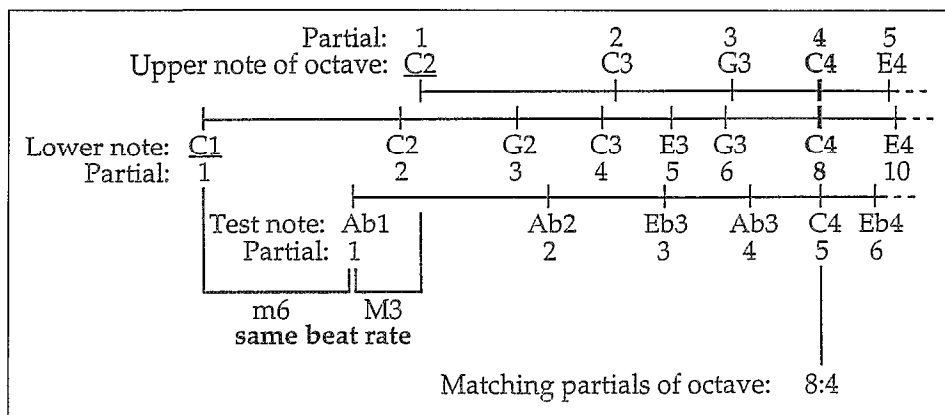 Partial: 1 2 3 4 5
Upper note of octave: C2 C3 G3 C4 E4
Lower note: C1 C2 G2 C3 E3 G3 C4 E4
Partial: 1 2 3 4 5 6 8 10
Test note: Ab1 Ab2 Eb3 Ab3 C4 Eb4
Partial: 1 2 3 4 5 6
m6 M3
same beat rate
Matching partials of octave: 8:4